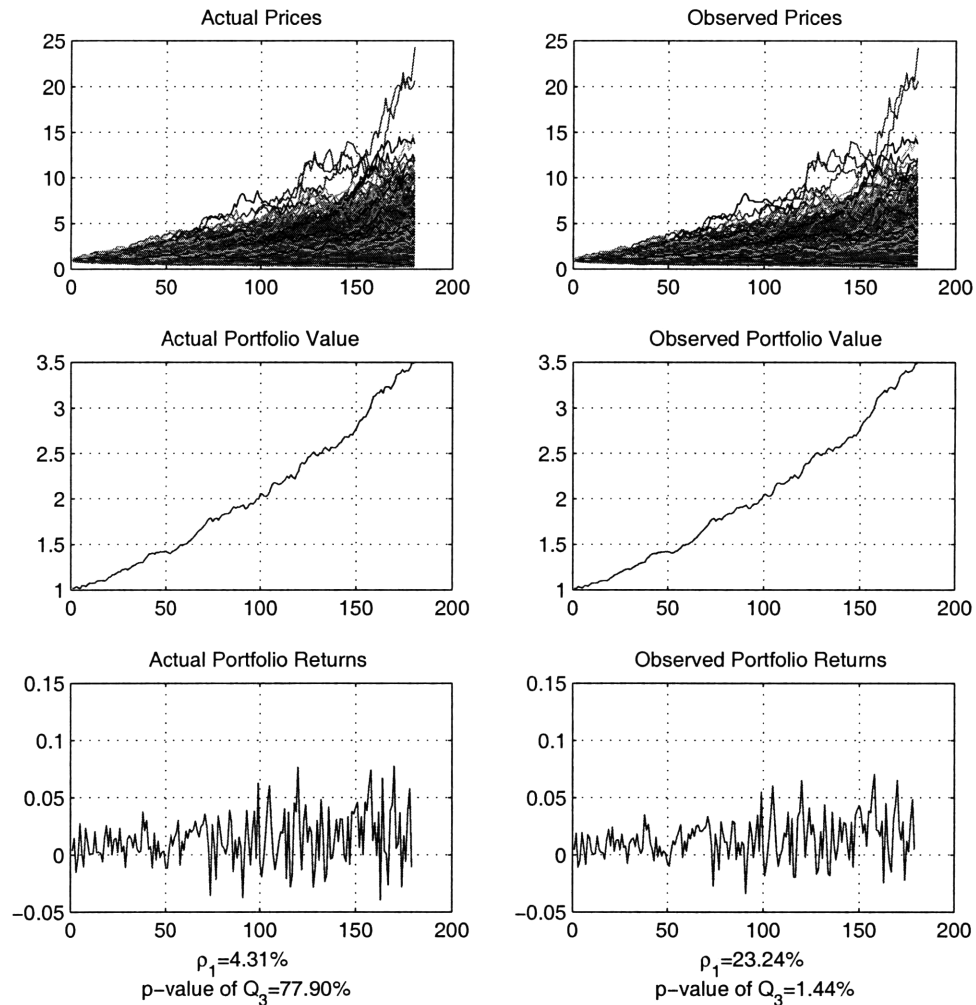 Actual Prices
25
20
15
10
5
0
0 50 100 150 200
Observed Prices
25
20
15
10
5
0
0 50 100 150 200
Actual Portfolio Value
3.5
3
2.5
2
1.5
1
0 50 100 150 200
Observed Portfolio Value
3.5
3
2.5
2
1.5
1
0 50 100 150 200
Actual Portfolio Returns
0.15
0.1
0.05
0
−0.05
0 50 100 150 200
ρ1=4.31%
p-value of Q3=77.90%
Observed Portfolio Returns
0.15
0.1
0.05
0
−0.05
0 50 100 150 200
ρ1=23.24%
p-value of Q3=1.44%